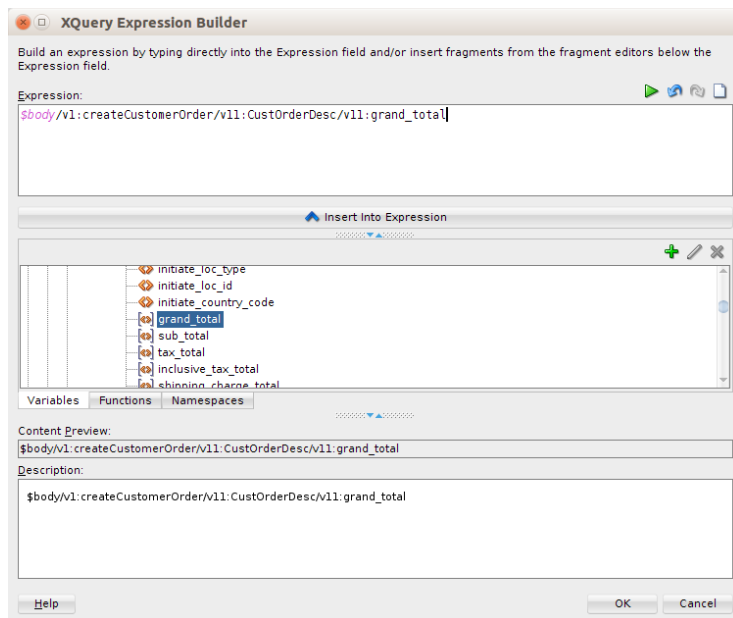 XQuery Expression Builder
Build an expression by typing directly into the Expression field and/or insert fragments from the fragment editors below the
Expression field.
Expression:
$body/v1:createCustomerOrder/v11:CustOrderDesc/v11:grand_total
Insert Into Expression
initiate_loc_type
initiate_loc_id
initiate_country_code
grand_total
sub_total
tax_total
inclusive_tax_total
shipping_charge_total
Variables Functions Namespaces
Content Preview:
$body/v1:createCustomerOrder/v11:CustOrderDesc/v11:grand_total
Description:
$body/v1:createCustomerOrder/v11:CustOrderDesc/v11:grand_total
Help OK Cancel